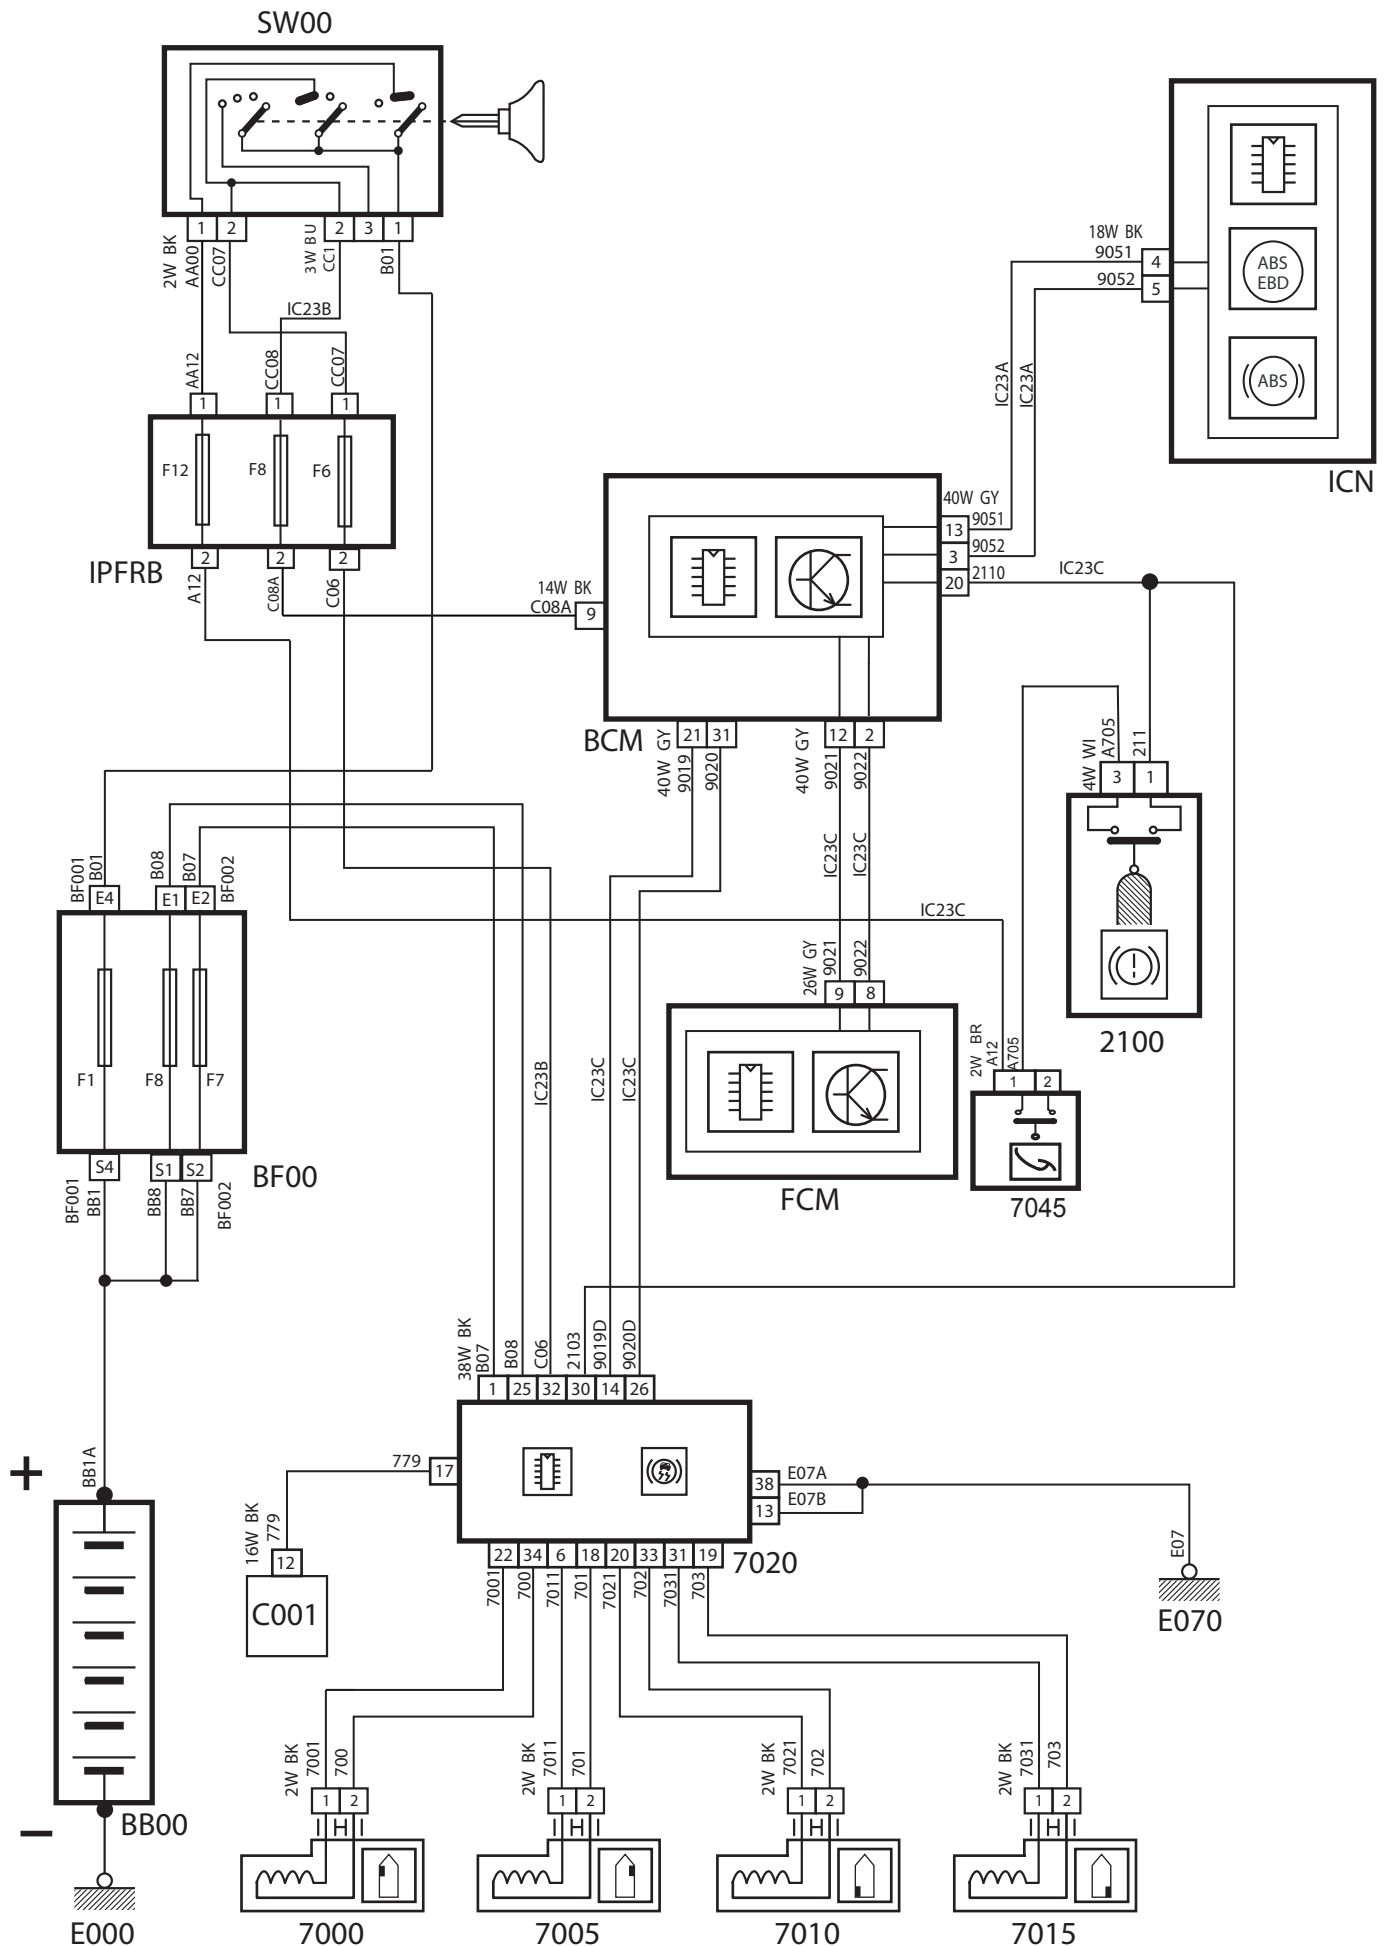 SW00
1
2
2
3
1
2W BK
AA00
CC07
3W BU
CC1
B01
IC23B
AA12
CC08
CC07
1
1
1
F12
F8
F6
2
2
2
IPFRB
A12
C08A
C06
18W BK
9051
4
9052
5
ABS
EBD
ABS
ICN
IC23A
IC23A
40W GY
13
9051
3
9052
20
2110
IC23C
14W BK
C08A
9
BCM
21
31
12
2
40W GY
9019
9020
40W GY
9021
9022
IC23C
IC23C
4W WI
A705
211
3
1
2100
BF001
B01
B08
B07
BF002
E4
E1
E2
F1
F8
F7
S4
S1
S2
BF00
BF001
BB1
BB8
BB7
BF002
IC23C
26W GY
9021
9022
9
8
FCM
2W BR
A12
A705
1
2
7045
IC23B
IC23C
IC23C
38W BK
B07
B08
C06
2103
9019D
9020D
1
25
32
30
14
26
779
17
38
E07A
13
E07B
16W BK
779
12
C001
E07
E070
22
34
6
18
20
33
31
19
7020
7001
700
7011
701
7021
702
7031
703
+
BB1A
BB00
–
E000
2W BK
7001
700
1
2
7000
2W BK
7011
701
1
2
7005
2W BK
7021
702
1
2
7010
2W BK
7031
703
1
2
7015